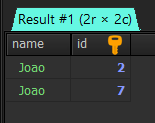 Result #1 (2r × 2c)
name id
Joao 2
Joao 7